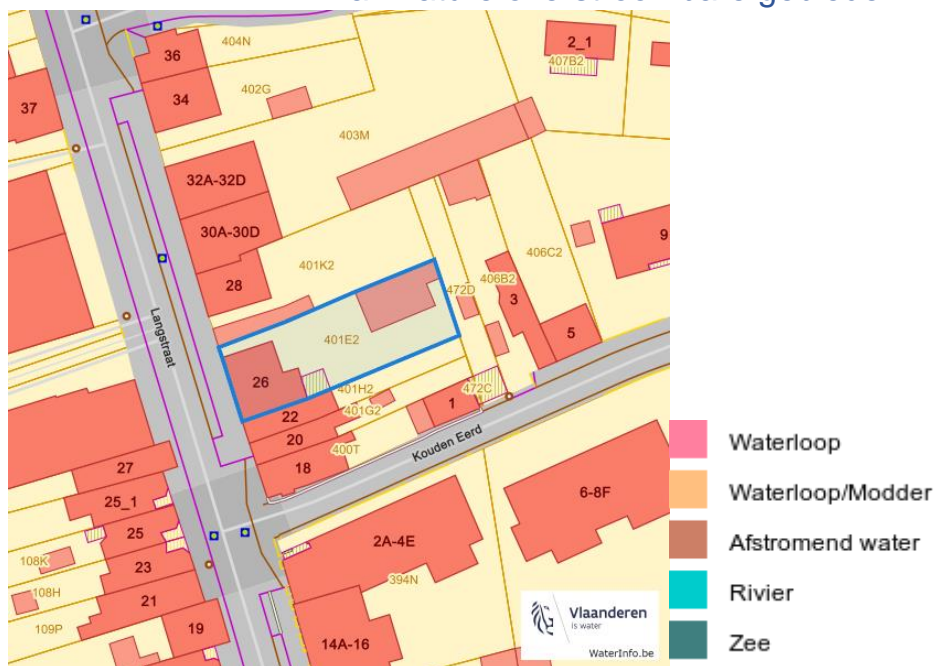 404N
36
2_1
407B2
402G
34
37
403M
32A-32D
30A-30D
401K2
406C2
9
28
472D
406B2
3
Langstraat
401E2
5
26
401H2
472C
22
401G2
1
20
400T
Kouden Eerd
18
27
6-8F
25_1
25
2A-4E
23
108K
394N
108H
21
109P
19
14A-16
Vlaanderen
is water
WaterInfo.be
Waterloop
Waterloop/Modder
Afstromend water
Rivier
Zee